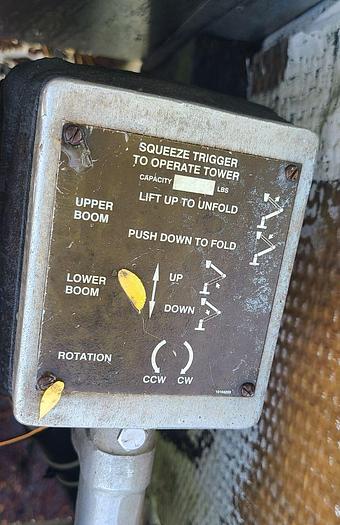 SQUEEZE TRIGGER
TO OPERATE TOWER
CAPACITY LBS
LIFT UP TO UNFOLD
UPPER
BOOM
PUSH DOWN TO FOLD
LOWER
BOOM
UP
DOWN
ROTATION
CCW CW